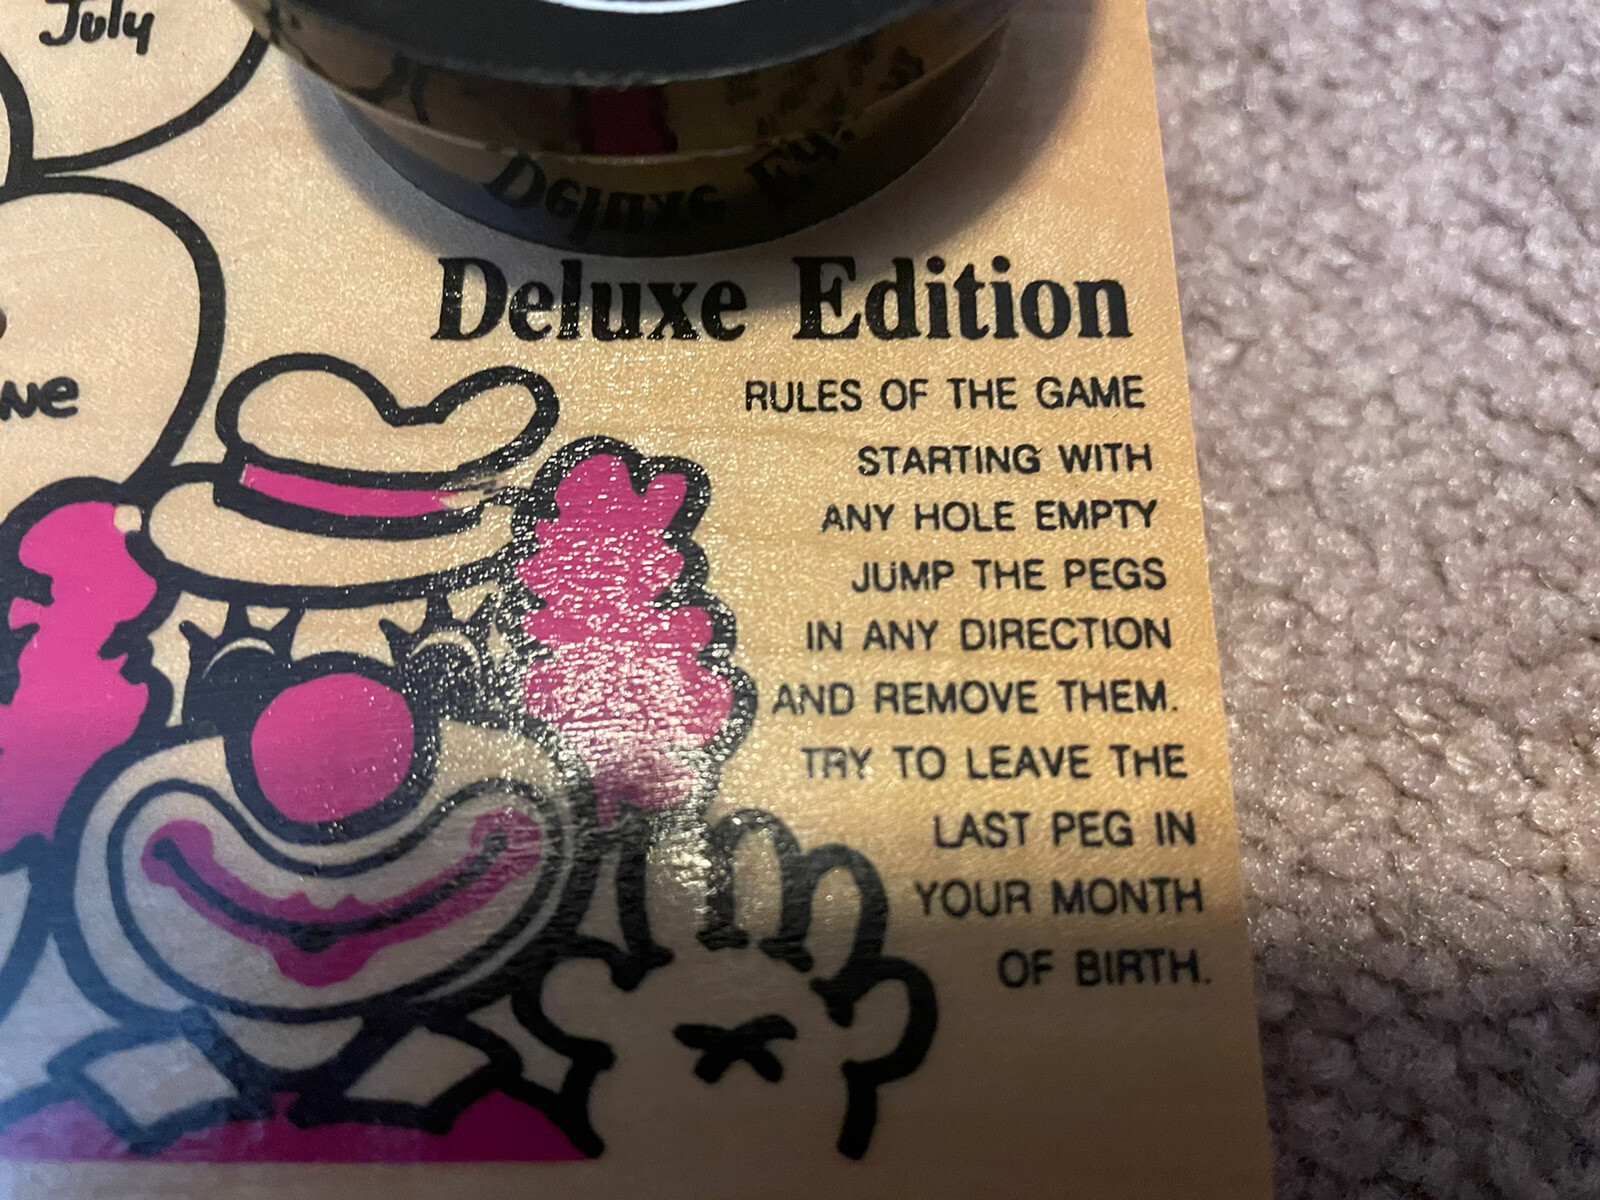 July
Deluxe
Deluxe Edition
RULES OF THE GAME
STARTING WITH
ANY HOLE EMPTY
JUMP THE PEGS
IN ANY DIRECTION
AND REMOVE THEM.
TRY TO LEAVE THE
LAST PEG IN
YOUR MONTH
OF BIRTH.